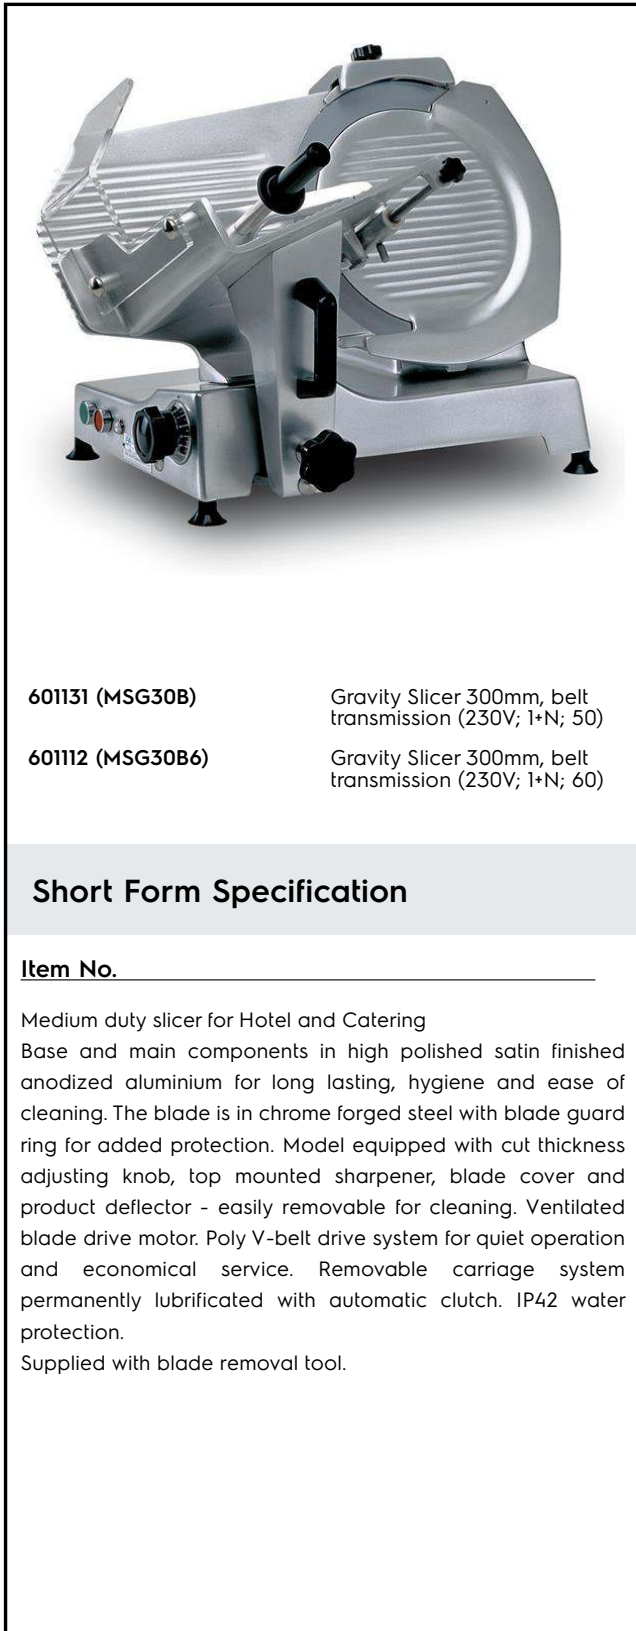 601131 (MSG30B) Gravity Slicer 300mm, belt
transmission (230V; 1+N; 50)
601112 (MSG30B6) Gravity Slicer 300mm, belt
transmission (230V; 1+N; 60)
Short Form Specification
Item No.
Medium duty slicer for Hotel and Catering
Base and main components in high polished satin finished
anodized aluminium for long lasting, hygiene and ease of
cleaning. The blade is in chrome forged steel with blade guard
ring for added protection. Model equipped with cut thickness
adjusting knob, top mounted sharpener, blade cover and
product deflector - easily removable for cleaning. Ventilated
blade drive motor. Poly V-belt drive system for quiet operation
and economical service. Removable carriage system
permanently lubrificated with automatic clutch. IP42 water
protection.
Supplied with blade removal tool.